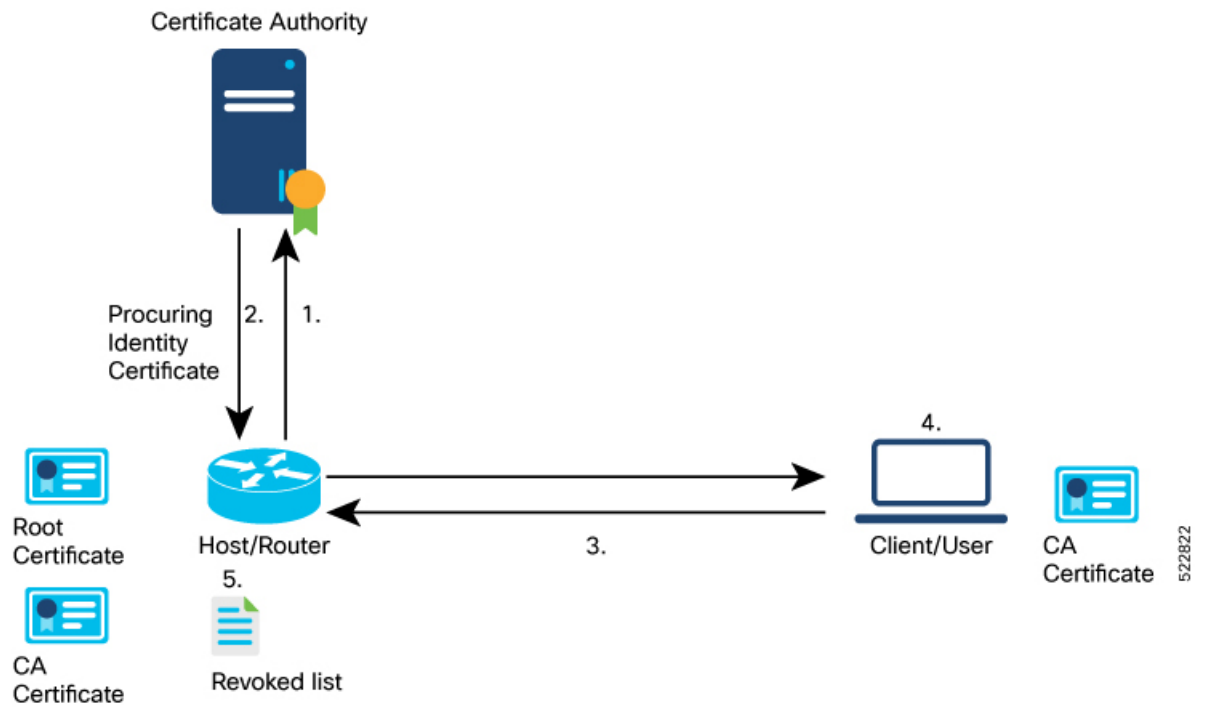 Certificate Authority
Procuring
Identity
Certificate
2.
1.
4.
Root
Certificate
Host/Router
3.
Client/User
CA
Certificate
522822
5.
CA
Certificate
Revoked list